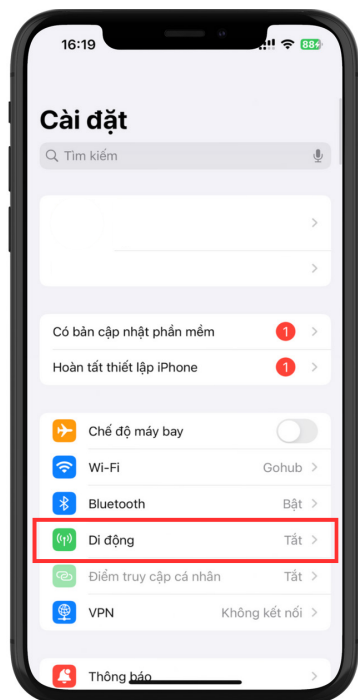 16:19
88
Cài đặt
Tìm kiếm
Có bản cập nhật phần mềm 1
Hoàn tất thiết lập iPhone 1
Chế độ máy bay
Wi-Fi Gohub
Bluetooth Bật
Di động Tắt
Điểm truy cập cá nhân Tắt
VPN Không kết nối
Thông báo